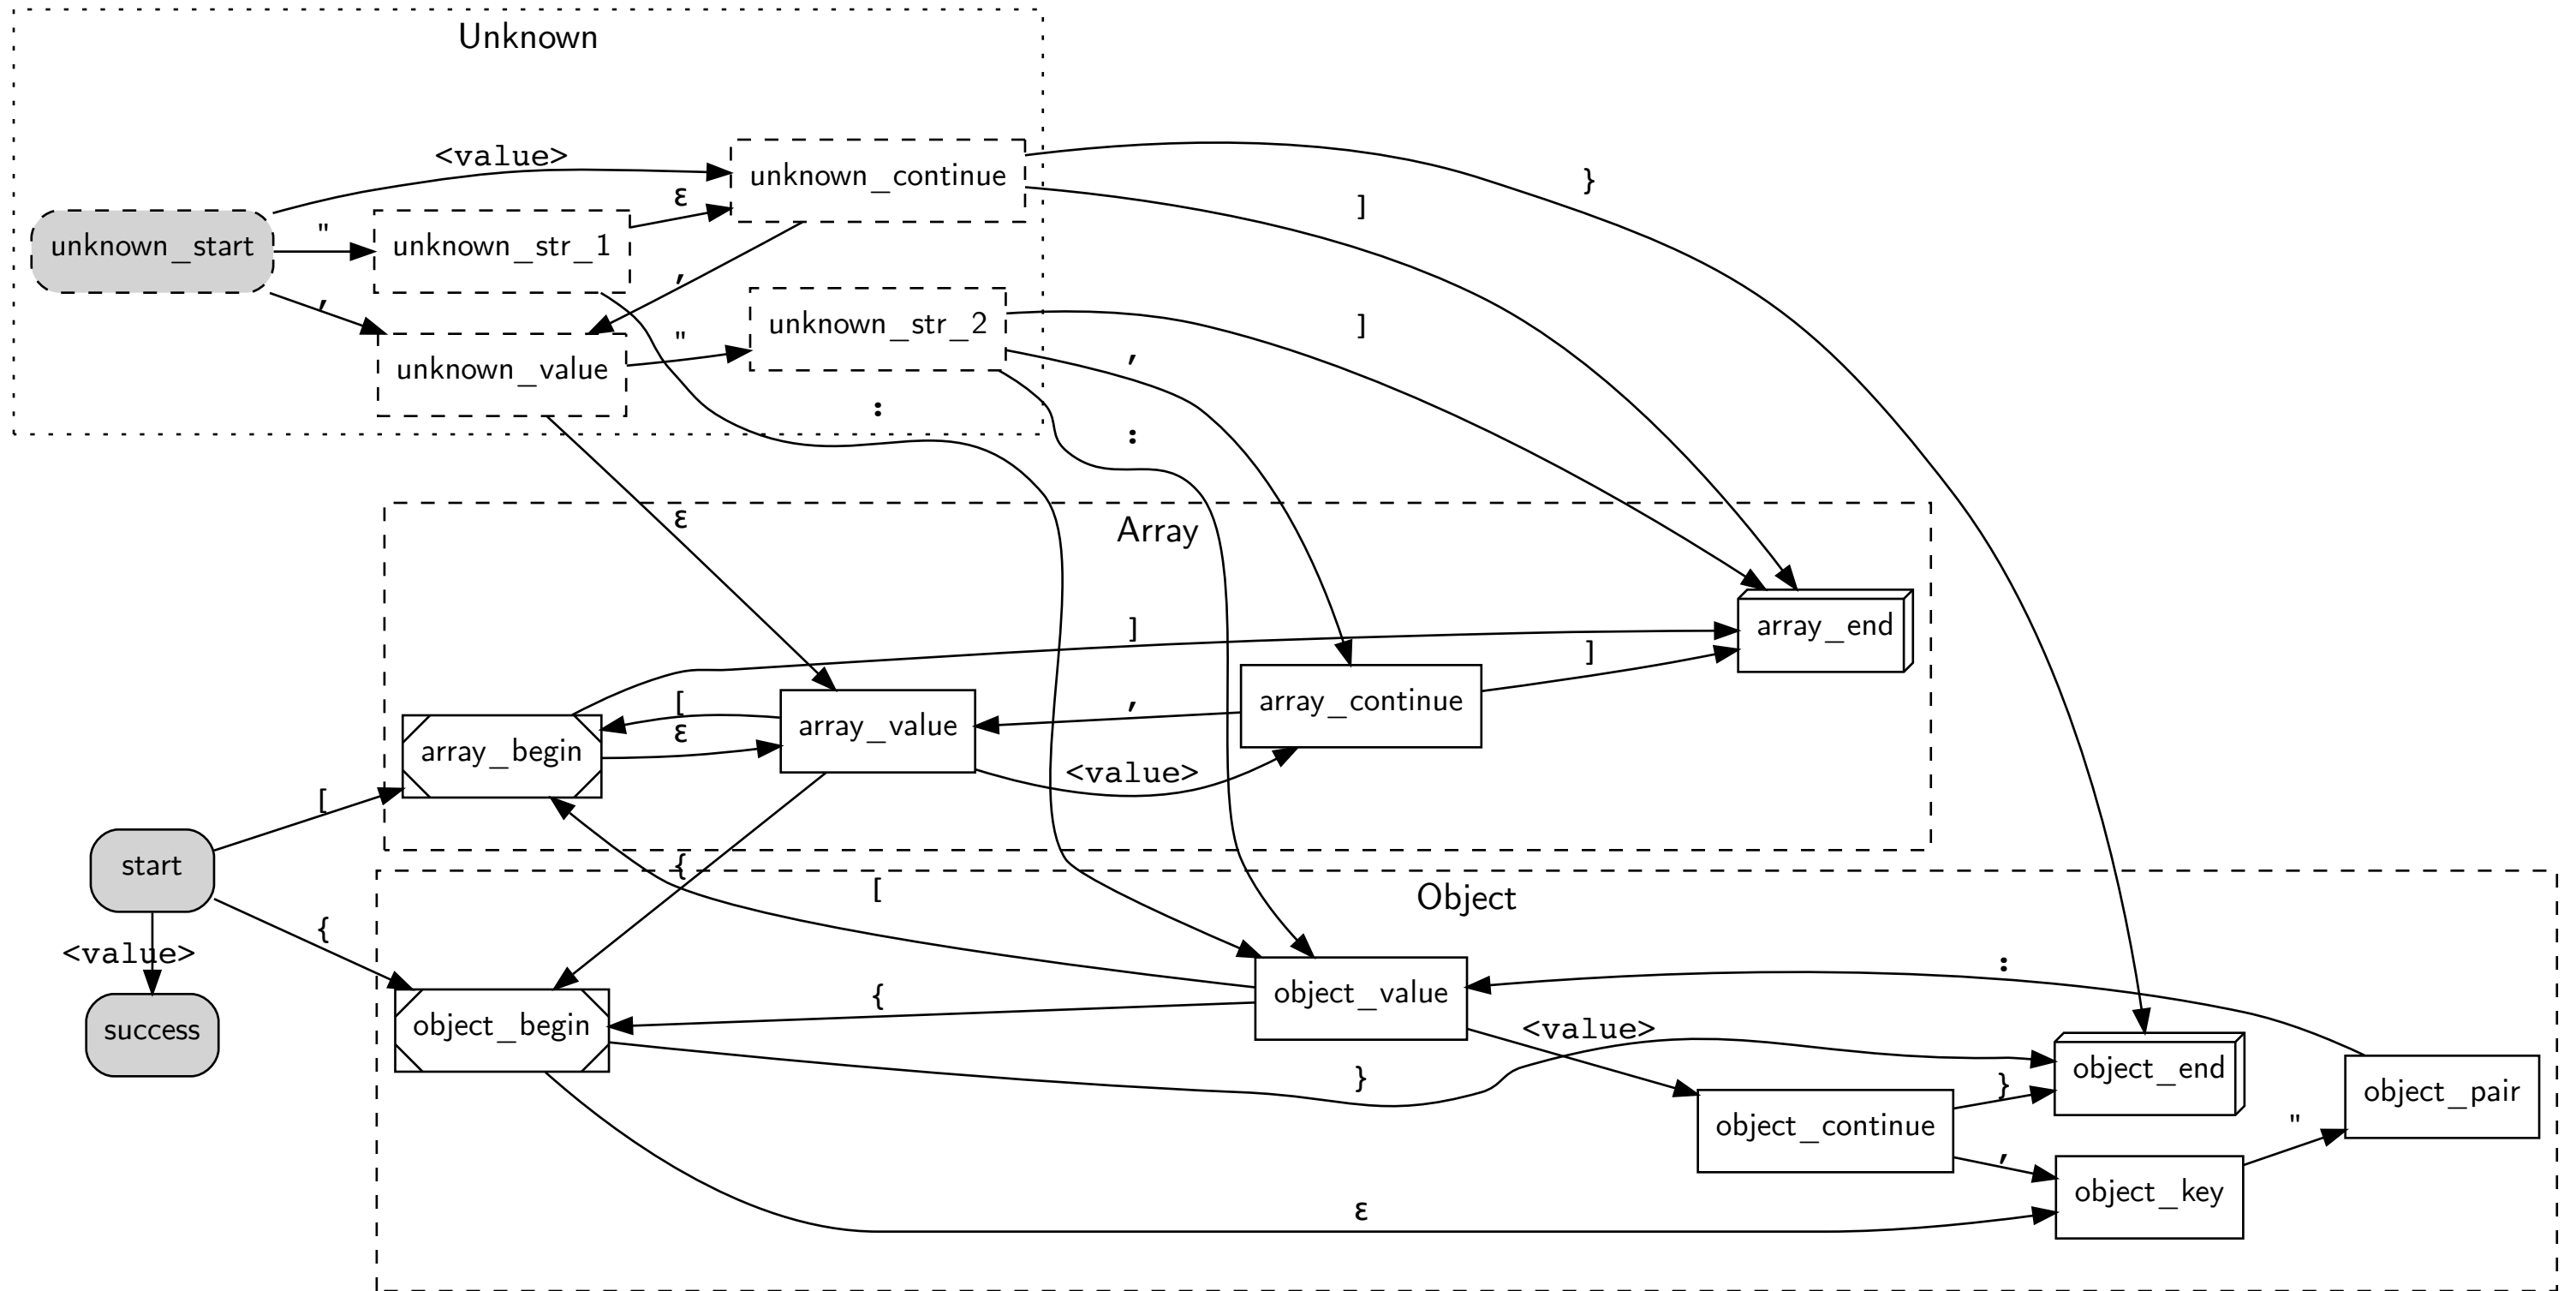 Unknown
<value>
unknown_continue
ε
unknown_start
"
unknown_str_1
,
,
unknown_str_2
"
unknown_value
}
]
]
,
:
:
ε
Array
]
array_end
]
array_continue
,
[
array_value
ε
array_begin
<value>
[
start
{
[
Object
{
<value>
success
object_begin
{
object_value
:
<value>
}
object_end
}
object_pair
object_continue
"
,
object_key
ε